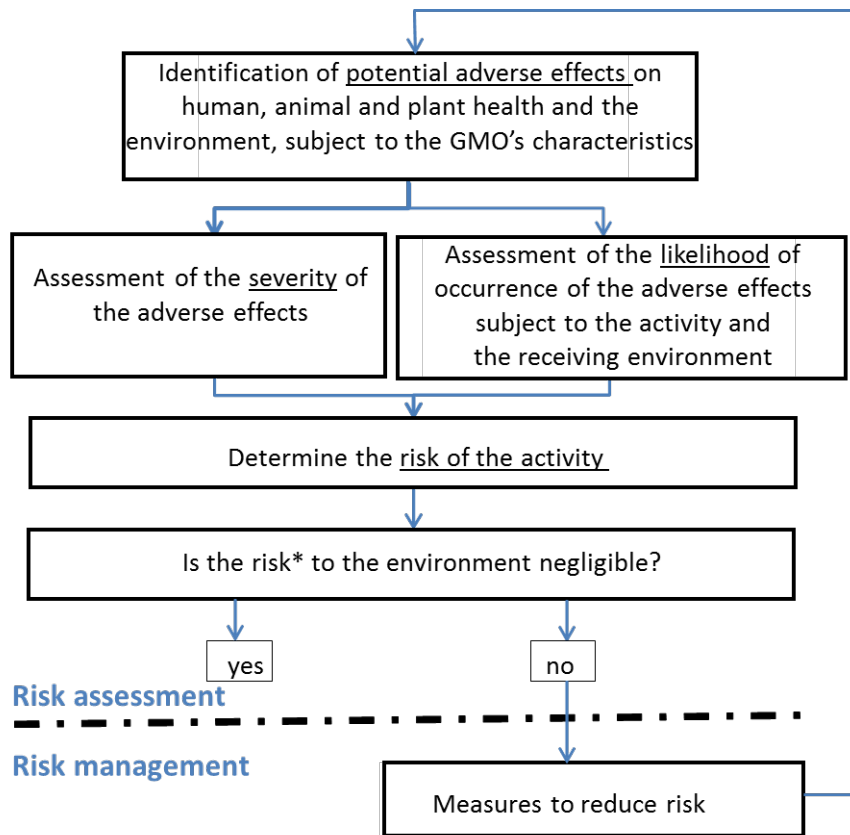 Identification of potential adverse effects on
human, animal and plant health and the
environment, subject to the GMO’s characteristics
Assessment of the severity of
the adverse effects
Assessment of the likelihood of
occurrence of the adverse effects
subject to the activity and
the receiving environment
Determine the risk of the activity
Is the risk* to the environment negligible?
yes
no
Risk assessment
Risk management
Measures to reduce risk